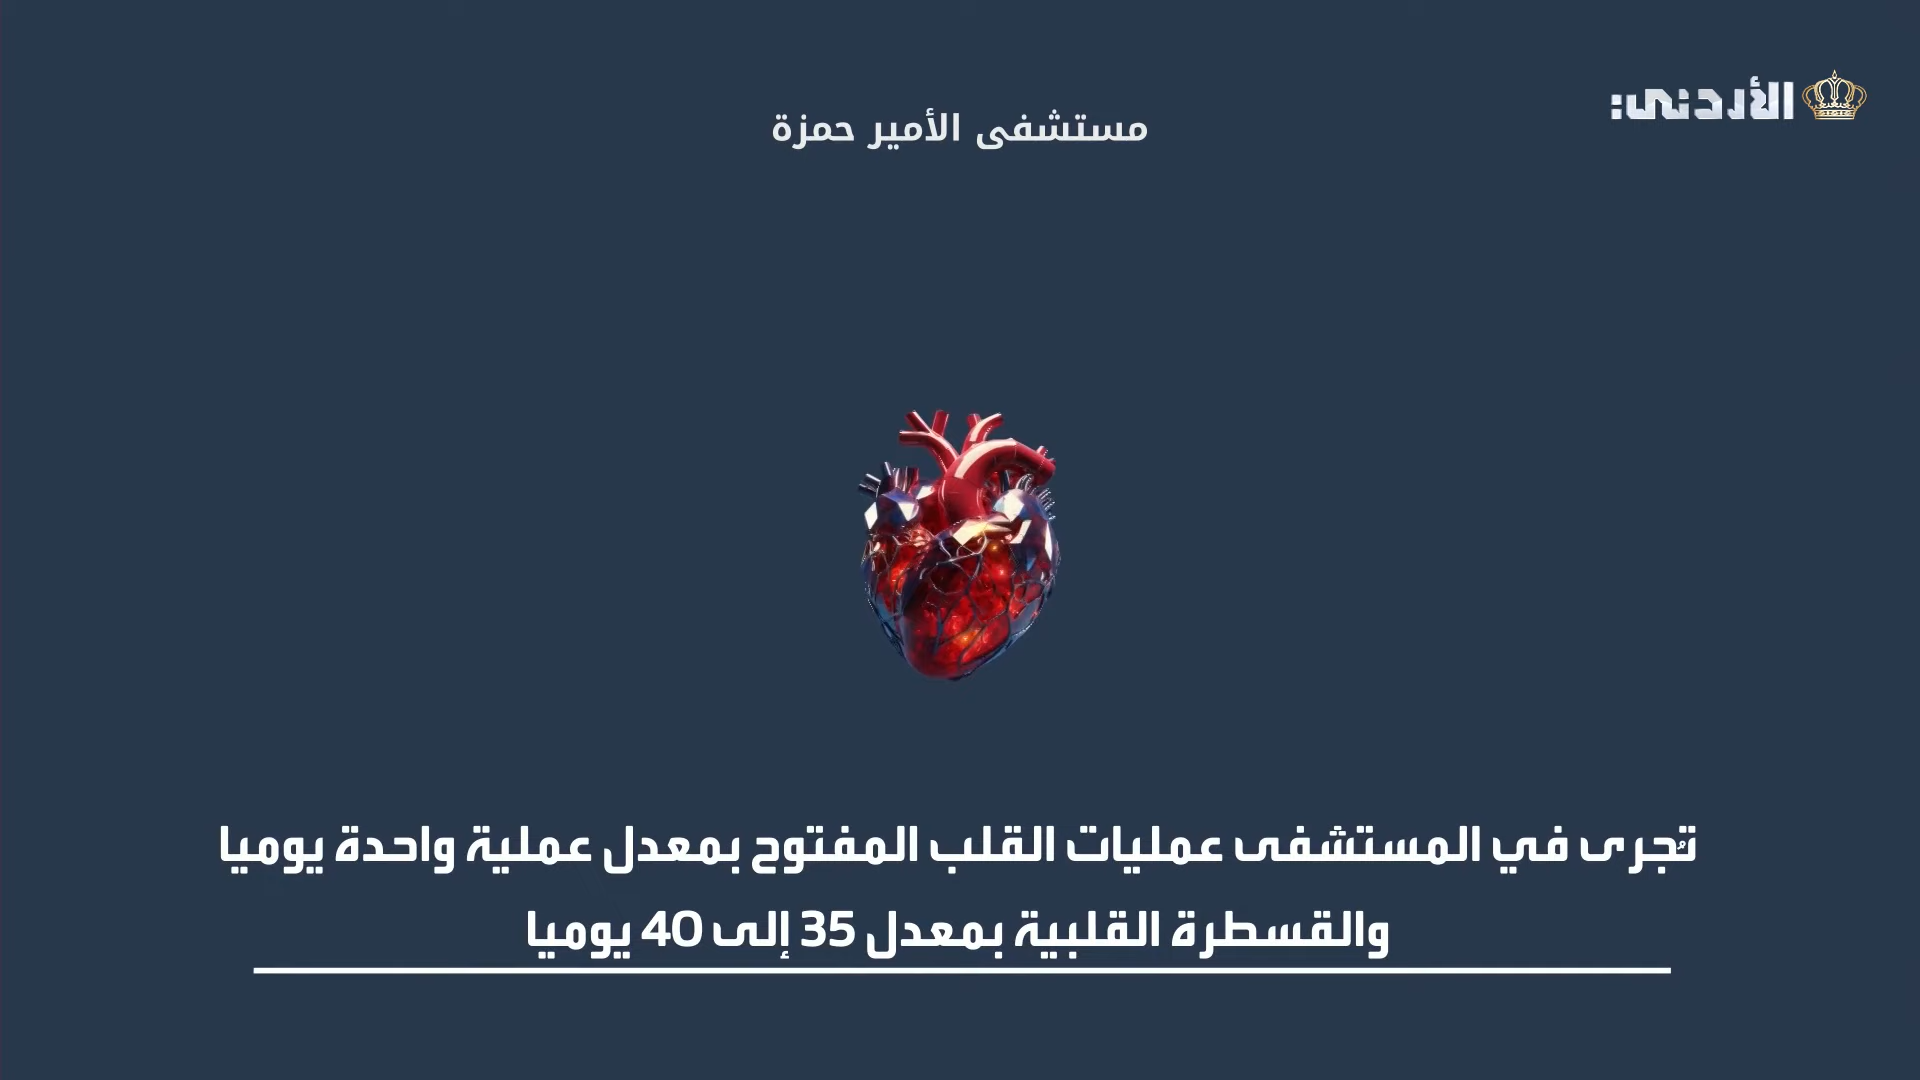 الأردني:
مستشفى الأمير حمزة
تُجرى في المستشفى عمليات القلب المفتوح بمعدل عملية واحدة يوميا
والقسطرة القلبية بمعدل 35 إلى 40 يوميا